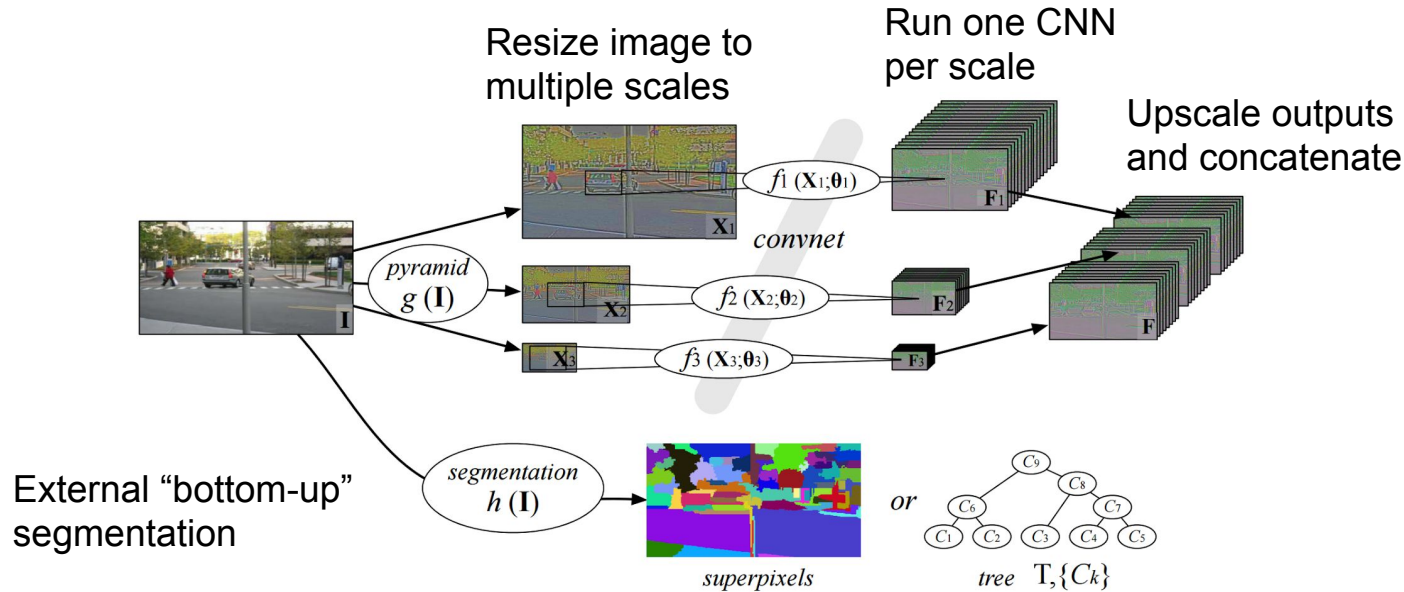 Resize image to
multiple scales
Run one CNN
per scale
Upscale outputs
and concatenate
I
pyramid
g (I)
X1
f1 (X1;θ1)
F1
convnet
X2
f2 (X2;θ2)
F2
X3
f3 (X3;θ3)
F3
F
External “bottom-up”
segmentation
segmentation
h (I)
superpixels
or
C9
C8
C6
C7
C1 C2 C3 C4 C5
tree T,{Ck}